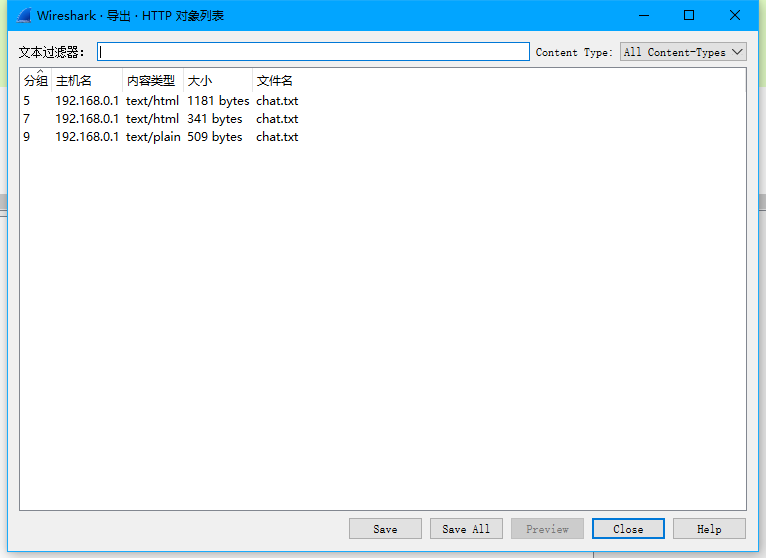 Wireshark · 导出 · HTTP 对象列表
文本过滤器： Content Type: All Content-Types
分组 主机名 内容类型 大小 文件名
5 192.168.0.1 text/html 1181 bytes chat.txt
7 192.168.0.1 text/html 341 bytes chat.txt
9 192.168.0.1 text/plain 509 bytes chat.txt
Save Save All Preview Close Help